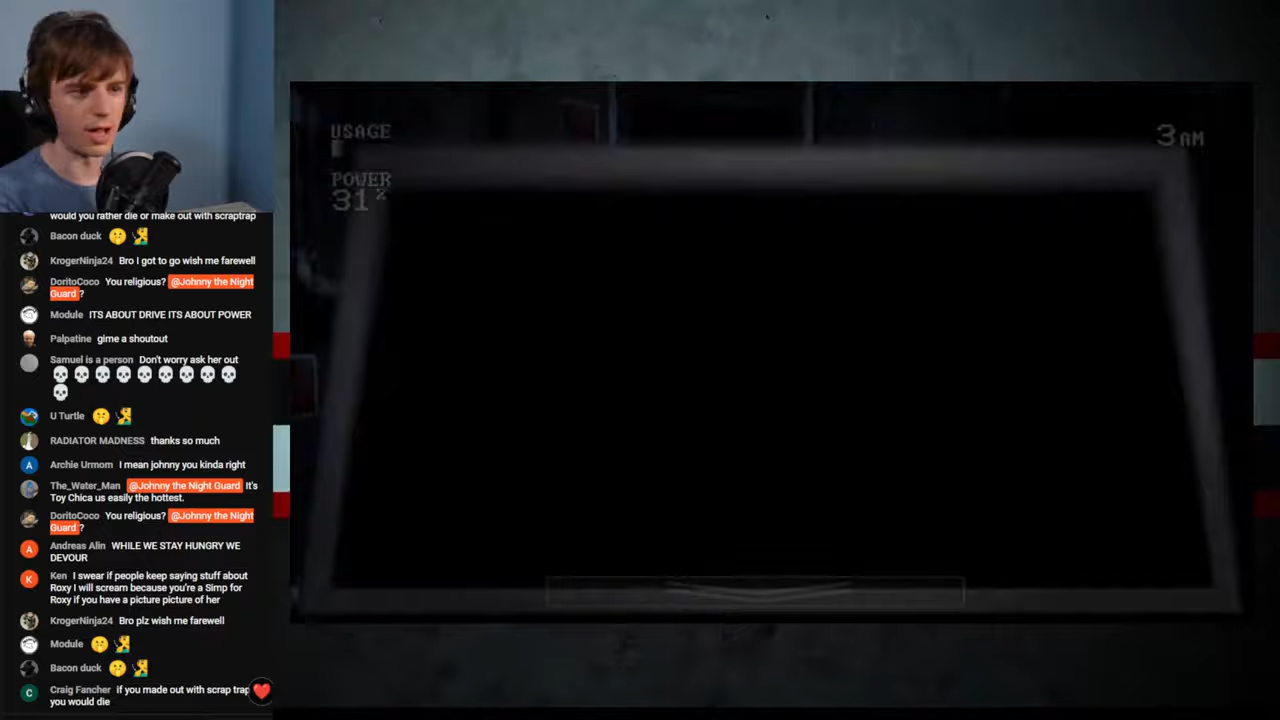 would you rather die or make out with scraptrap
Bacon duck 🤫 🧏
KrogerNinja24 Bro I got to go wish me farewell
DoritoCoco You religious? @Johnny the Night
Guard ?
Module ITS ABOUT DRIVE ITS ABOUT POWER
Palpatine gime a shoutout
Samuel is a person Don't worry ask her out
💀💀💀💀💀💀💀💀💀
💀
U Turtle 🤫 🧏
RADIATOR MADNESS thanks so much
Archie Urmom I mean johnny you kinda right
The_Water_Man @Johnny the Night Guard It's
Toy Chica us easily the hottest.
DoritoCoco You religious? @Johnny the Night
Guard ?
Andreas Alin WHILE WE STAY HUNGRY WE
DEVOUR
Ken I swear if people keep saying stuff about
Roxy I will scream because you're a Simp for
Roxy if you have a picture picture of her
KrogerNinja24 Bro plz wish me farewell
Module 🤫 🧏
Bacon duck 🤫 🧏
Craig Fancher if you made out with scrap trap
you would die
USAGE
POWER
31%
3 AM